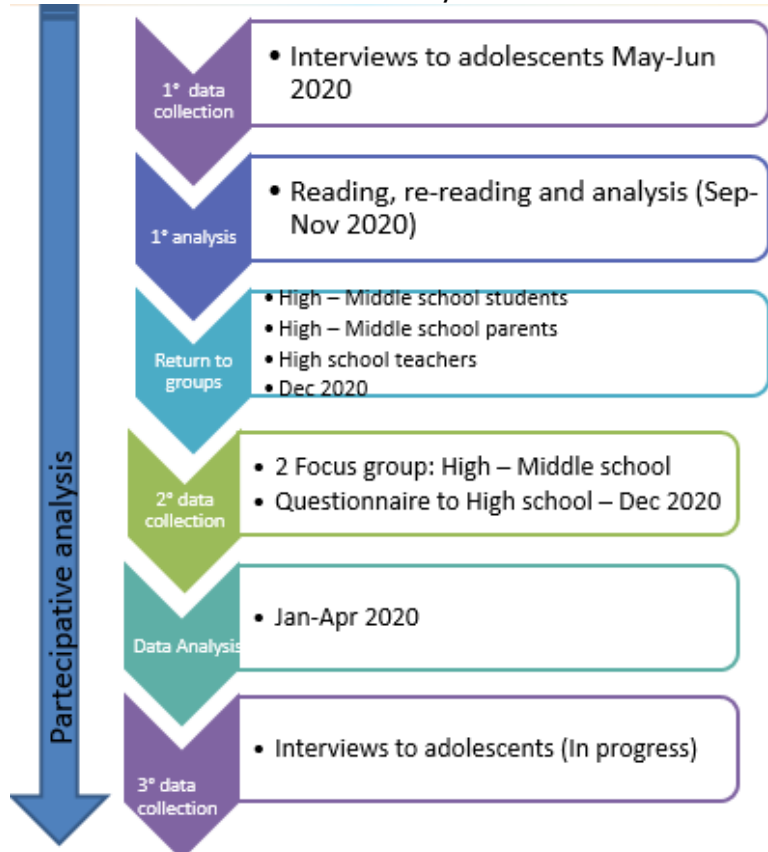 Partecipative analysis
1° data
collection
• Interviews to adolescents May-Jun
2020
1° analysis
• Reading, re-reading and analysis (Sep-
Nov 2020)
Return to
groups
• High – Middle school students
• High – Middle school parents
• High school teachers
• Dec 2020
2° data
collection
• 2 Focus group: High – Middle school
• Questionnaire to High school – Dec 2020
Data Analysis
• Jan-Apr 2020
3° data
collection
• Interviews to adolescents (In progress)